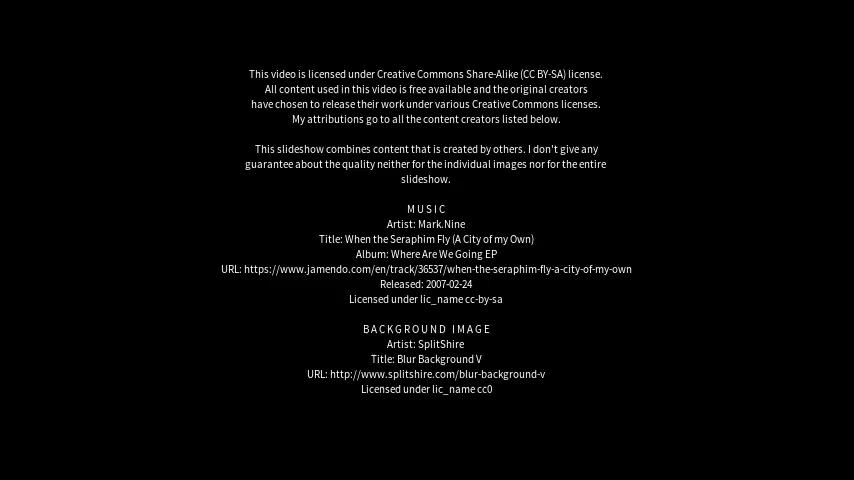 This video is licensed under Creative Commons Share-Alike (CC BY-SA) license.
All content used in this video is free available and the original creators
have chosen to release their work under various Creative Commons licenses.
My attributions go to all the content creators listed below.
This slideshow combines content that is created by others. I don't give any
guarantee about the quality neither for the individual images nor for the entire
slideshow.
MUSIC
Artist: Mark.Nine
Title: When the Seraphim Fly (A City of my Own)
Album: Where Are We Going EP
URL: https://www.jamendo.com/en/track/36537/when-the-seraphim-fly-a-city-of-my-own
Released: 2007-02-24
Licensed under lic_name cc-by-sa
BACKGROUND IMAGE
Artist: SplitShire
Title: Blur Background V
URL: http://www.splitshire.com/blur-background-v
Licensed under lic_name cc0